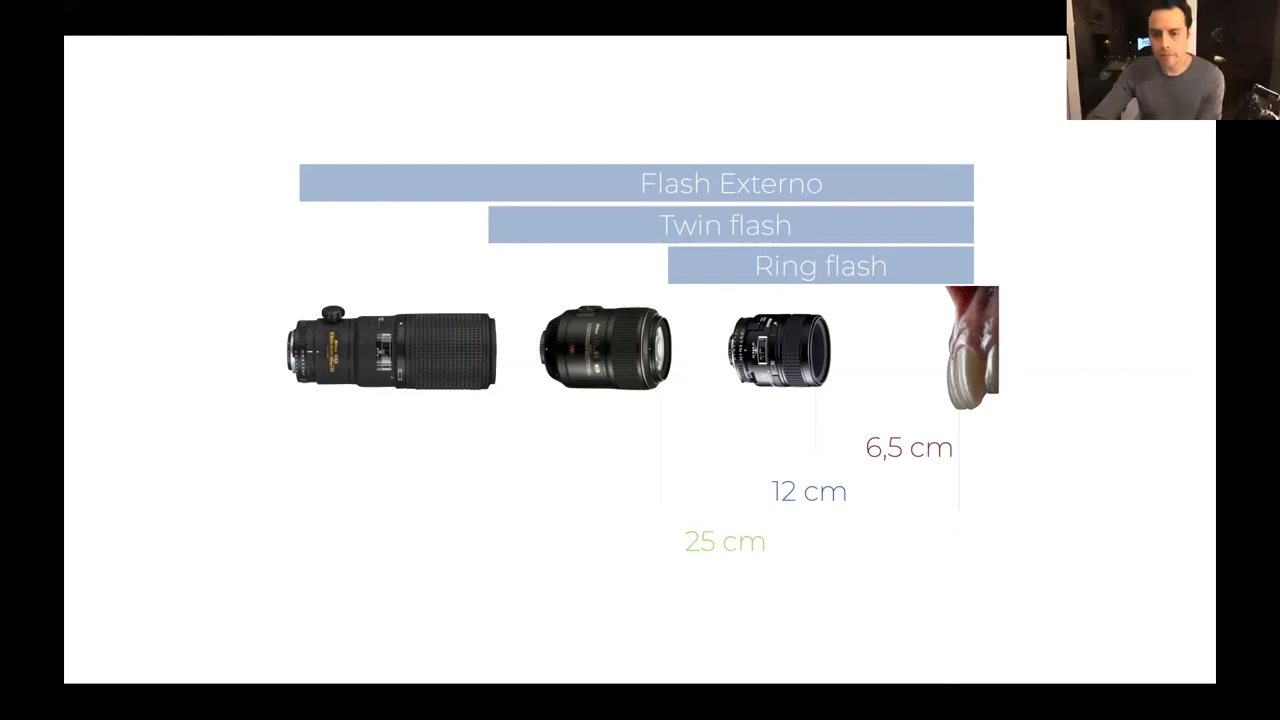 Flash Externo
Twin flash
Ring flash
6,5 cm
12 cm
25 cm